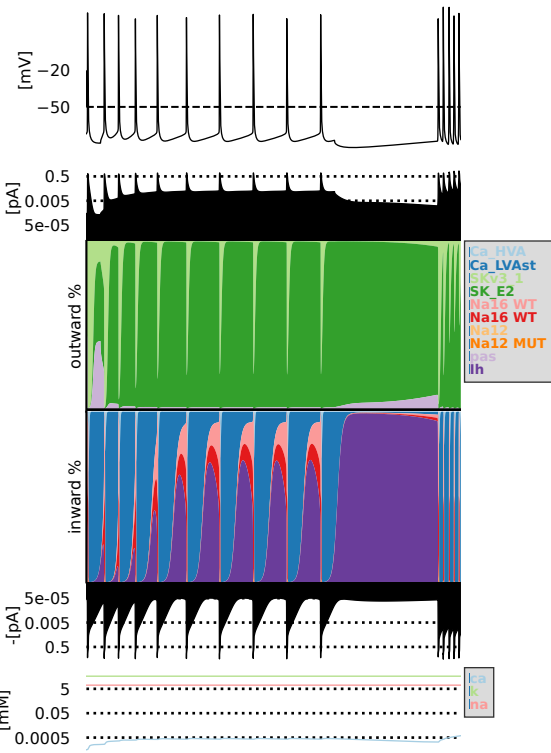 [mV]
−20
−50
[pA]
0.5
0.005
5e-05
outward %
Ca_HVA
Ca_LVAst
SKv3_1
SK_E2
Na16 WT
Na16 WT
Na12
Na12 MUT
pas
Ih
inward %
-[pA]
5e-05
0.005
0.5
[mM]
5
0.05
0.0005
ca
k
na